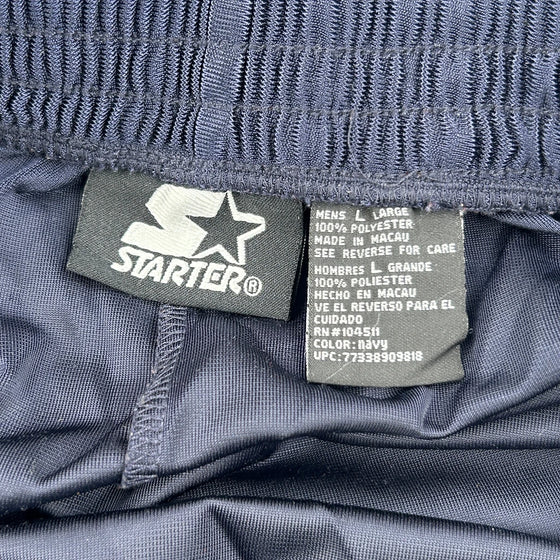 STARTER®
MENS L LARGE
100% POLYESTER
MADE IN MACAU
SEE REVERSE FOR CARE
HOMBRES L GRANDE
100% POLIESTER
HECHO EN MACAU
VE EL REVERSO PARA EL
CUIDADO
RN#104511
COLOR: navy
UPC: 77338909818